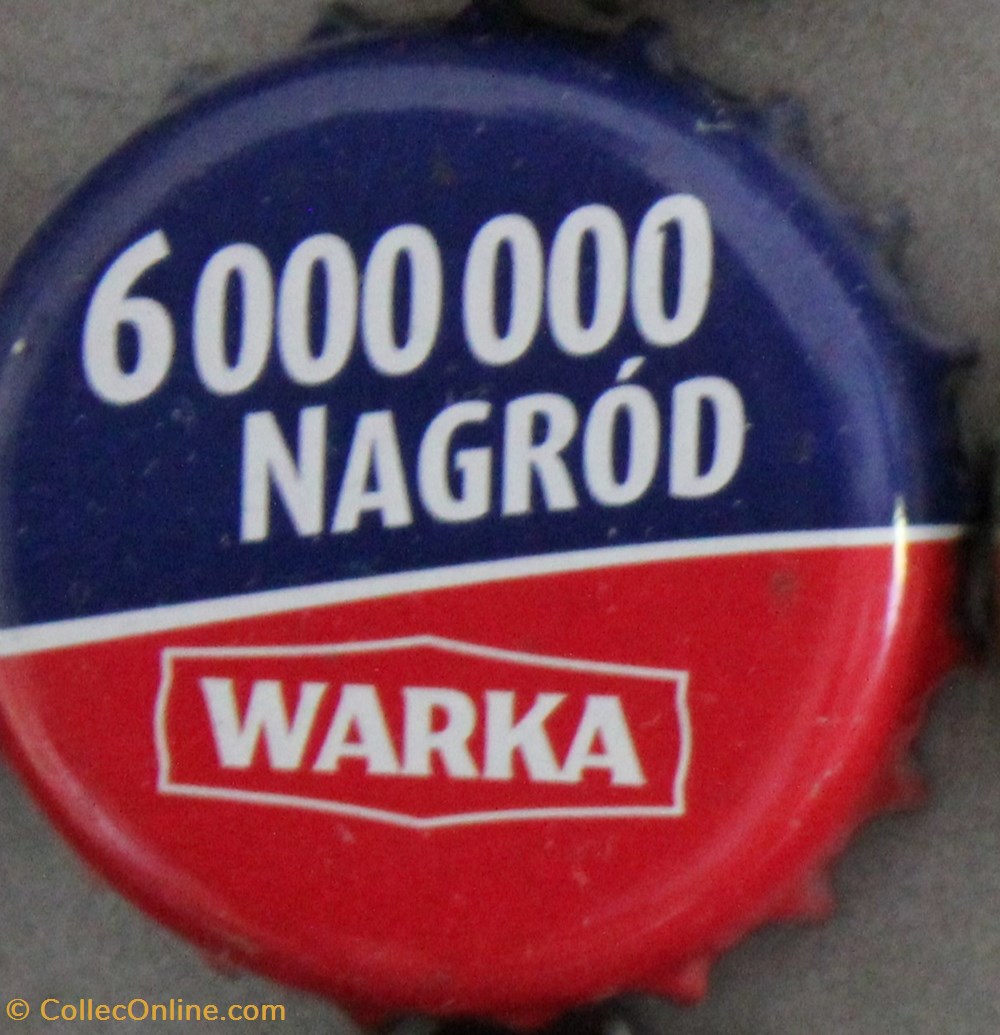 6 000 000
NAGRÓD
WARKA
© CollecOnline.com